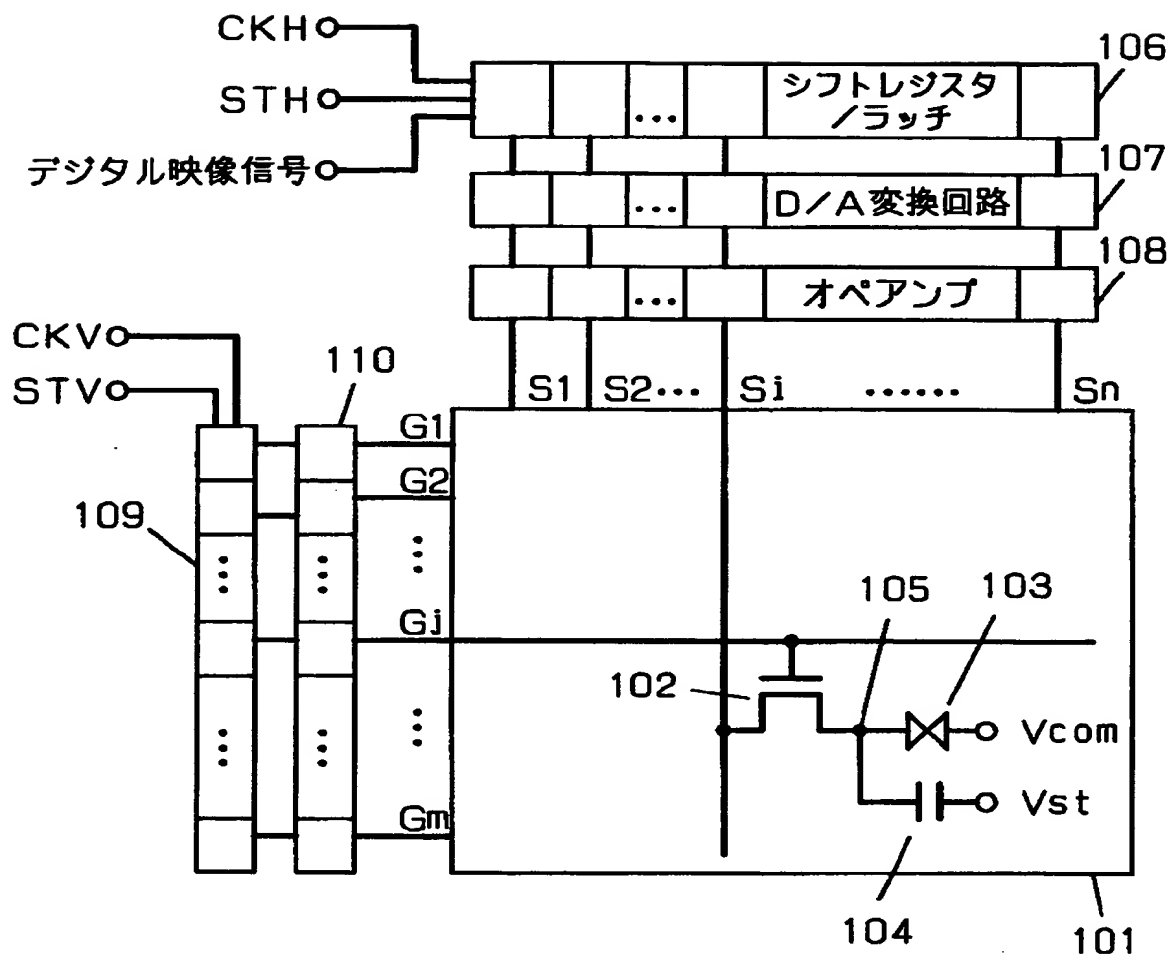 CKH
STH
デジタル映像信号
シフトレジスタ
/ラッチ
106
...
D/A変換回路
107
...
オペアンプ
108
...
CKV
STV
110
S1
S2...
Si
......
Sn
G1
G2
109
...
...
...
Gj
105
103
102
Vcom
...
...
...
Vst
Gm
104
101